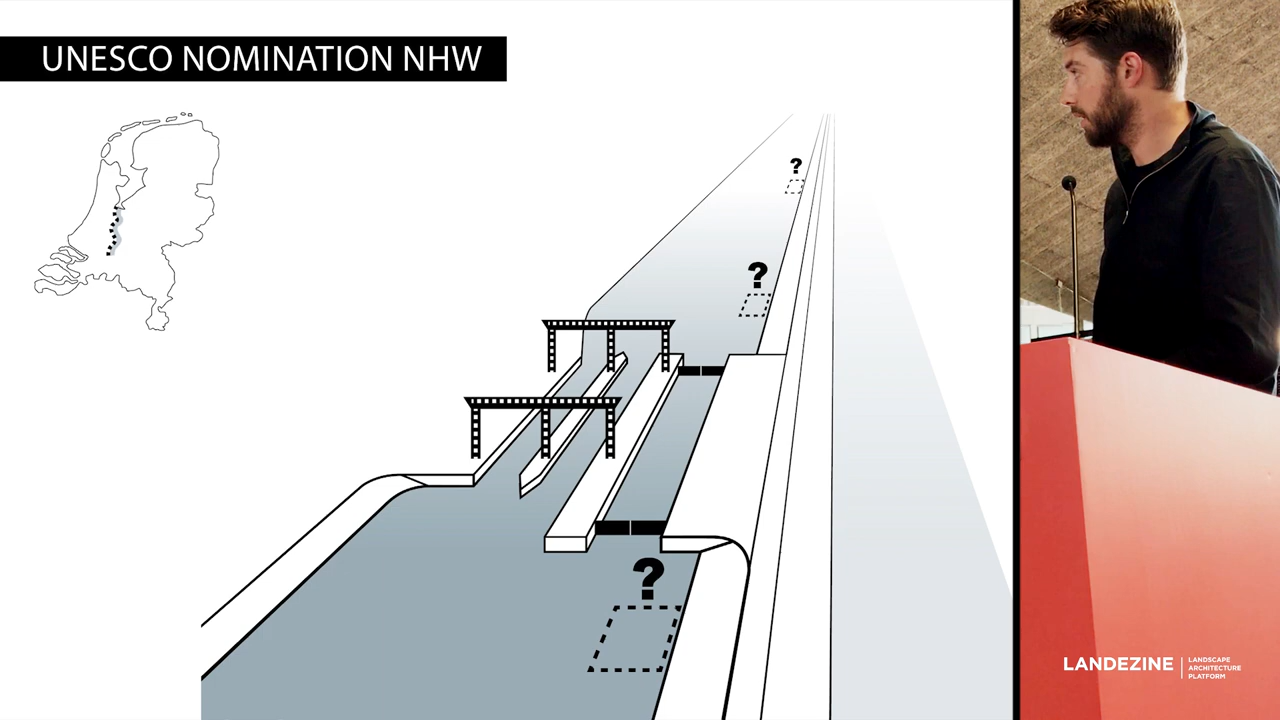 UNESCO NOMINATION NHW
?
?
?
LANDEZINE
LANDSCAPE
ARCHITECTURE
PLATFORM